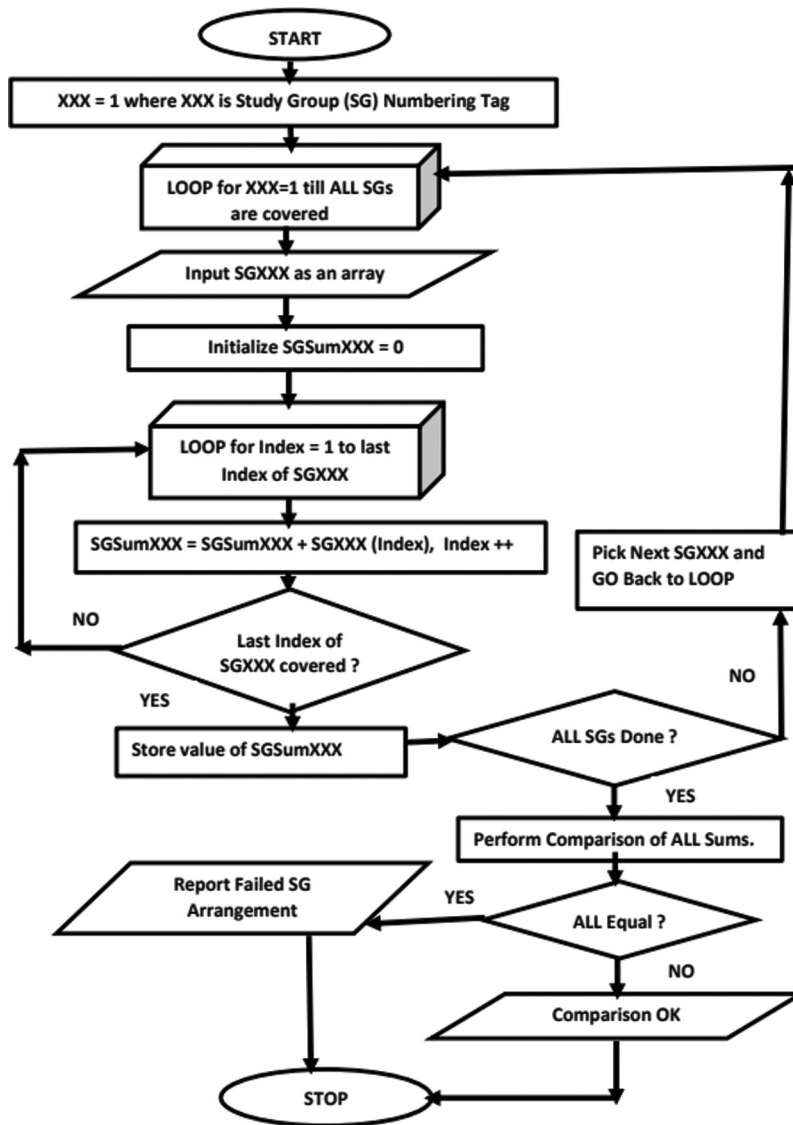 START
XXX = 1 where XXX is Study Group (SG) Numbering Tag
LOOP for XXX=1 till ALL SGs
are covered
Input SGXXX as an array
Initialize SGSumXXX = 0
LOOP for Index = 1 to last
Index of SGXXX
SGSumXXX = SGSumXXX + SGXXX (Index), Index ++
Pick Next SGXXX and
GO Back to LOOP
NO
Last Index of
SGXXX covered ?
NO
YES
Store value of SGSumXXX
ALL SGs Done ?
YES
Perform Comparison of ALL Sums.
Report Failed SG
Arrangement
YES
ALL Equal ?
NO
Comparison OK
STOP